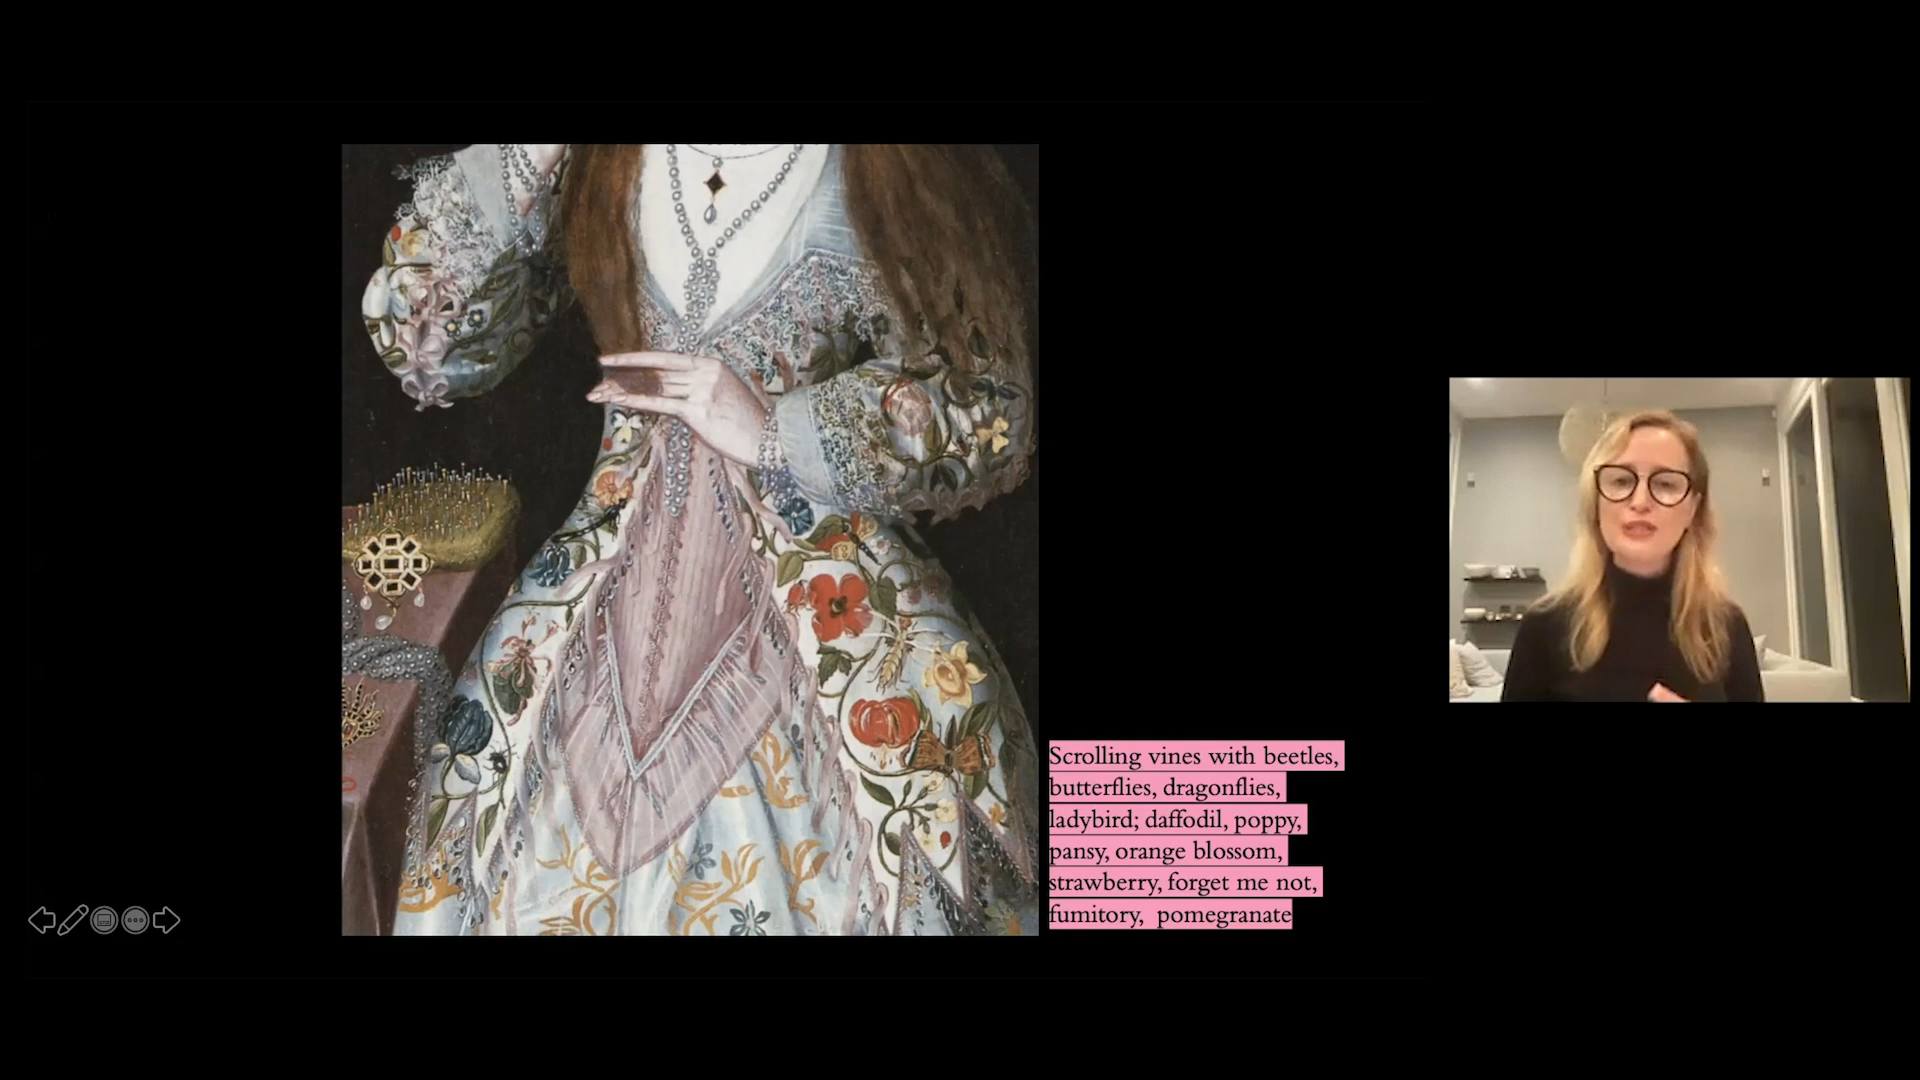 Scrolling vines with beetles,
butterflies, dragonflies,
ladybird; daffodil, poppy,
pansy, orange blossom,
strawberry, forget me not,
fumitory,  pomegranate